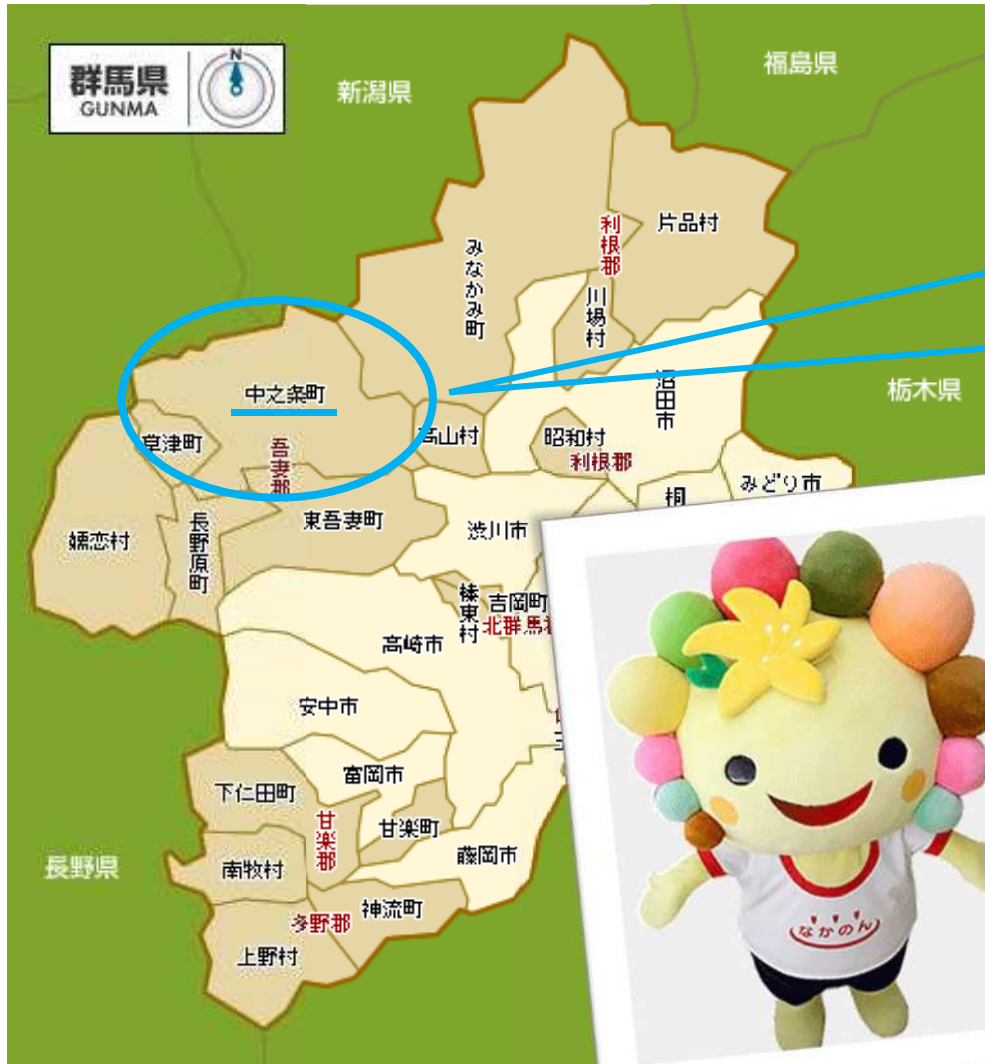 群馬県
GUNMA
N
新潟県
福島県
片品村
利根郡
みなかみ町
川場村
沼田市
栃木県
中之条町
草津町
吾妻郡
高山村
昭和村
利根郡
みどり市
桐
嬬恋村
長野原町
東吾妻町
渋川市
榛東村
吉岡町
北群馬
高崎市
安中市
富岡市
下仁田町
甘楽郡
甘楽町
藤岡市
長野県
南牧村
神流町
多野郡
上野村
なかのん